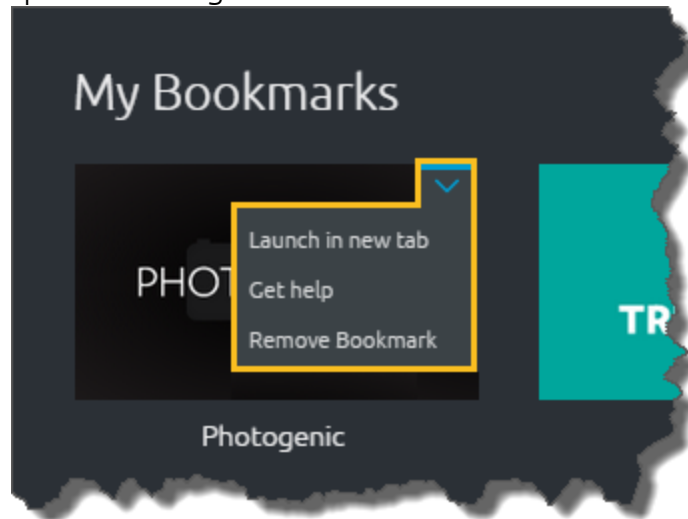 My Bookmarks
Launch in new tab
PHOT
Get help
TR
Remove Bookmark
Photogenic